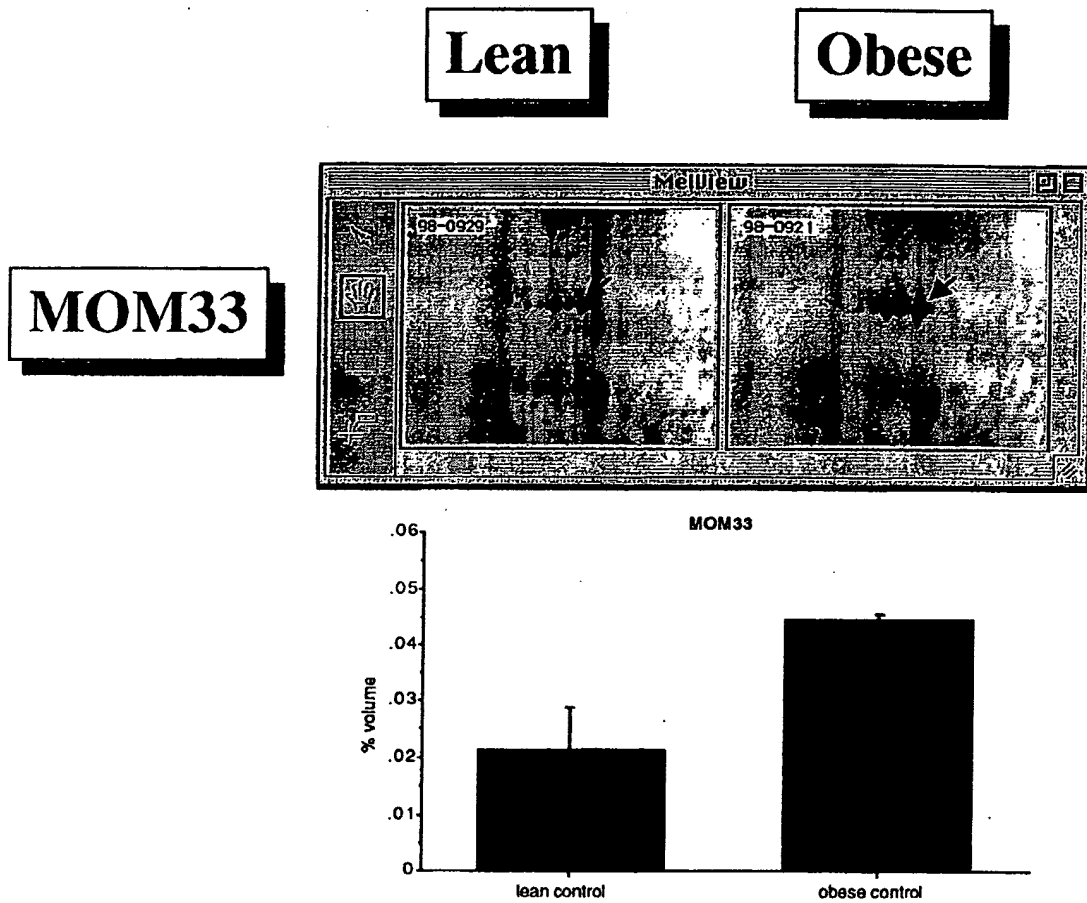 Lean
Obese
MelView
98-0929
98-0921
MOM33
MOM33
.06
.05
.04
.03
.02
.01
0
% volume
lean control
obese control